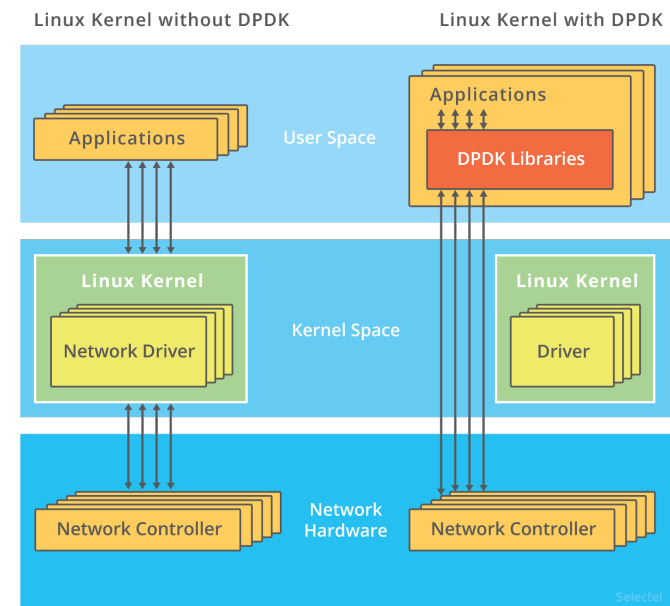 Linux Kernel without DPDK
Linux Kernel with DPDK
Applications
User Space
Applications
DPDK Libraries
Linux Kernel
Network Driver
Kernel Space
Linux Kernel
Driver
Network Controller
Network
Hardware
Network Controller
Selectel